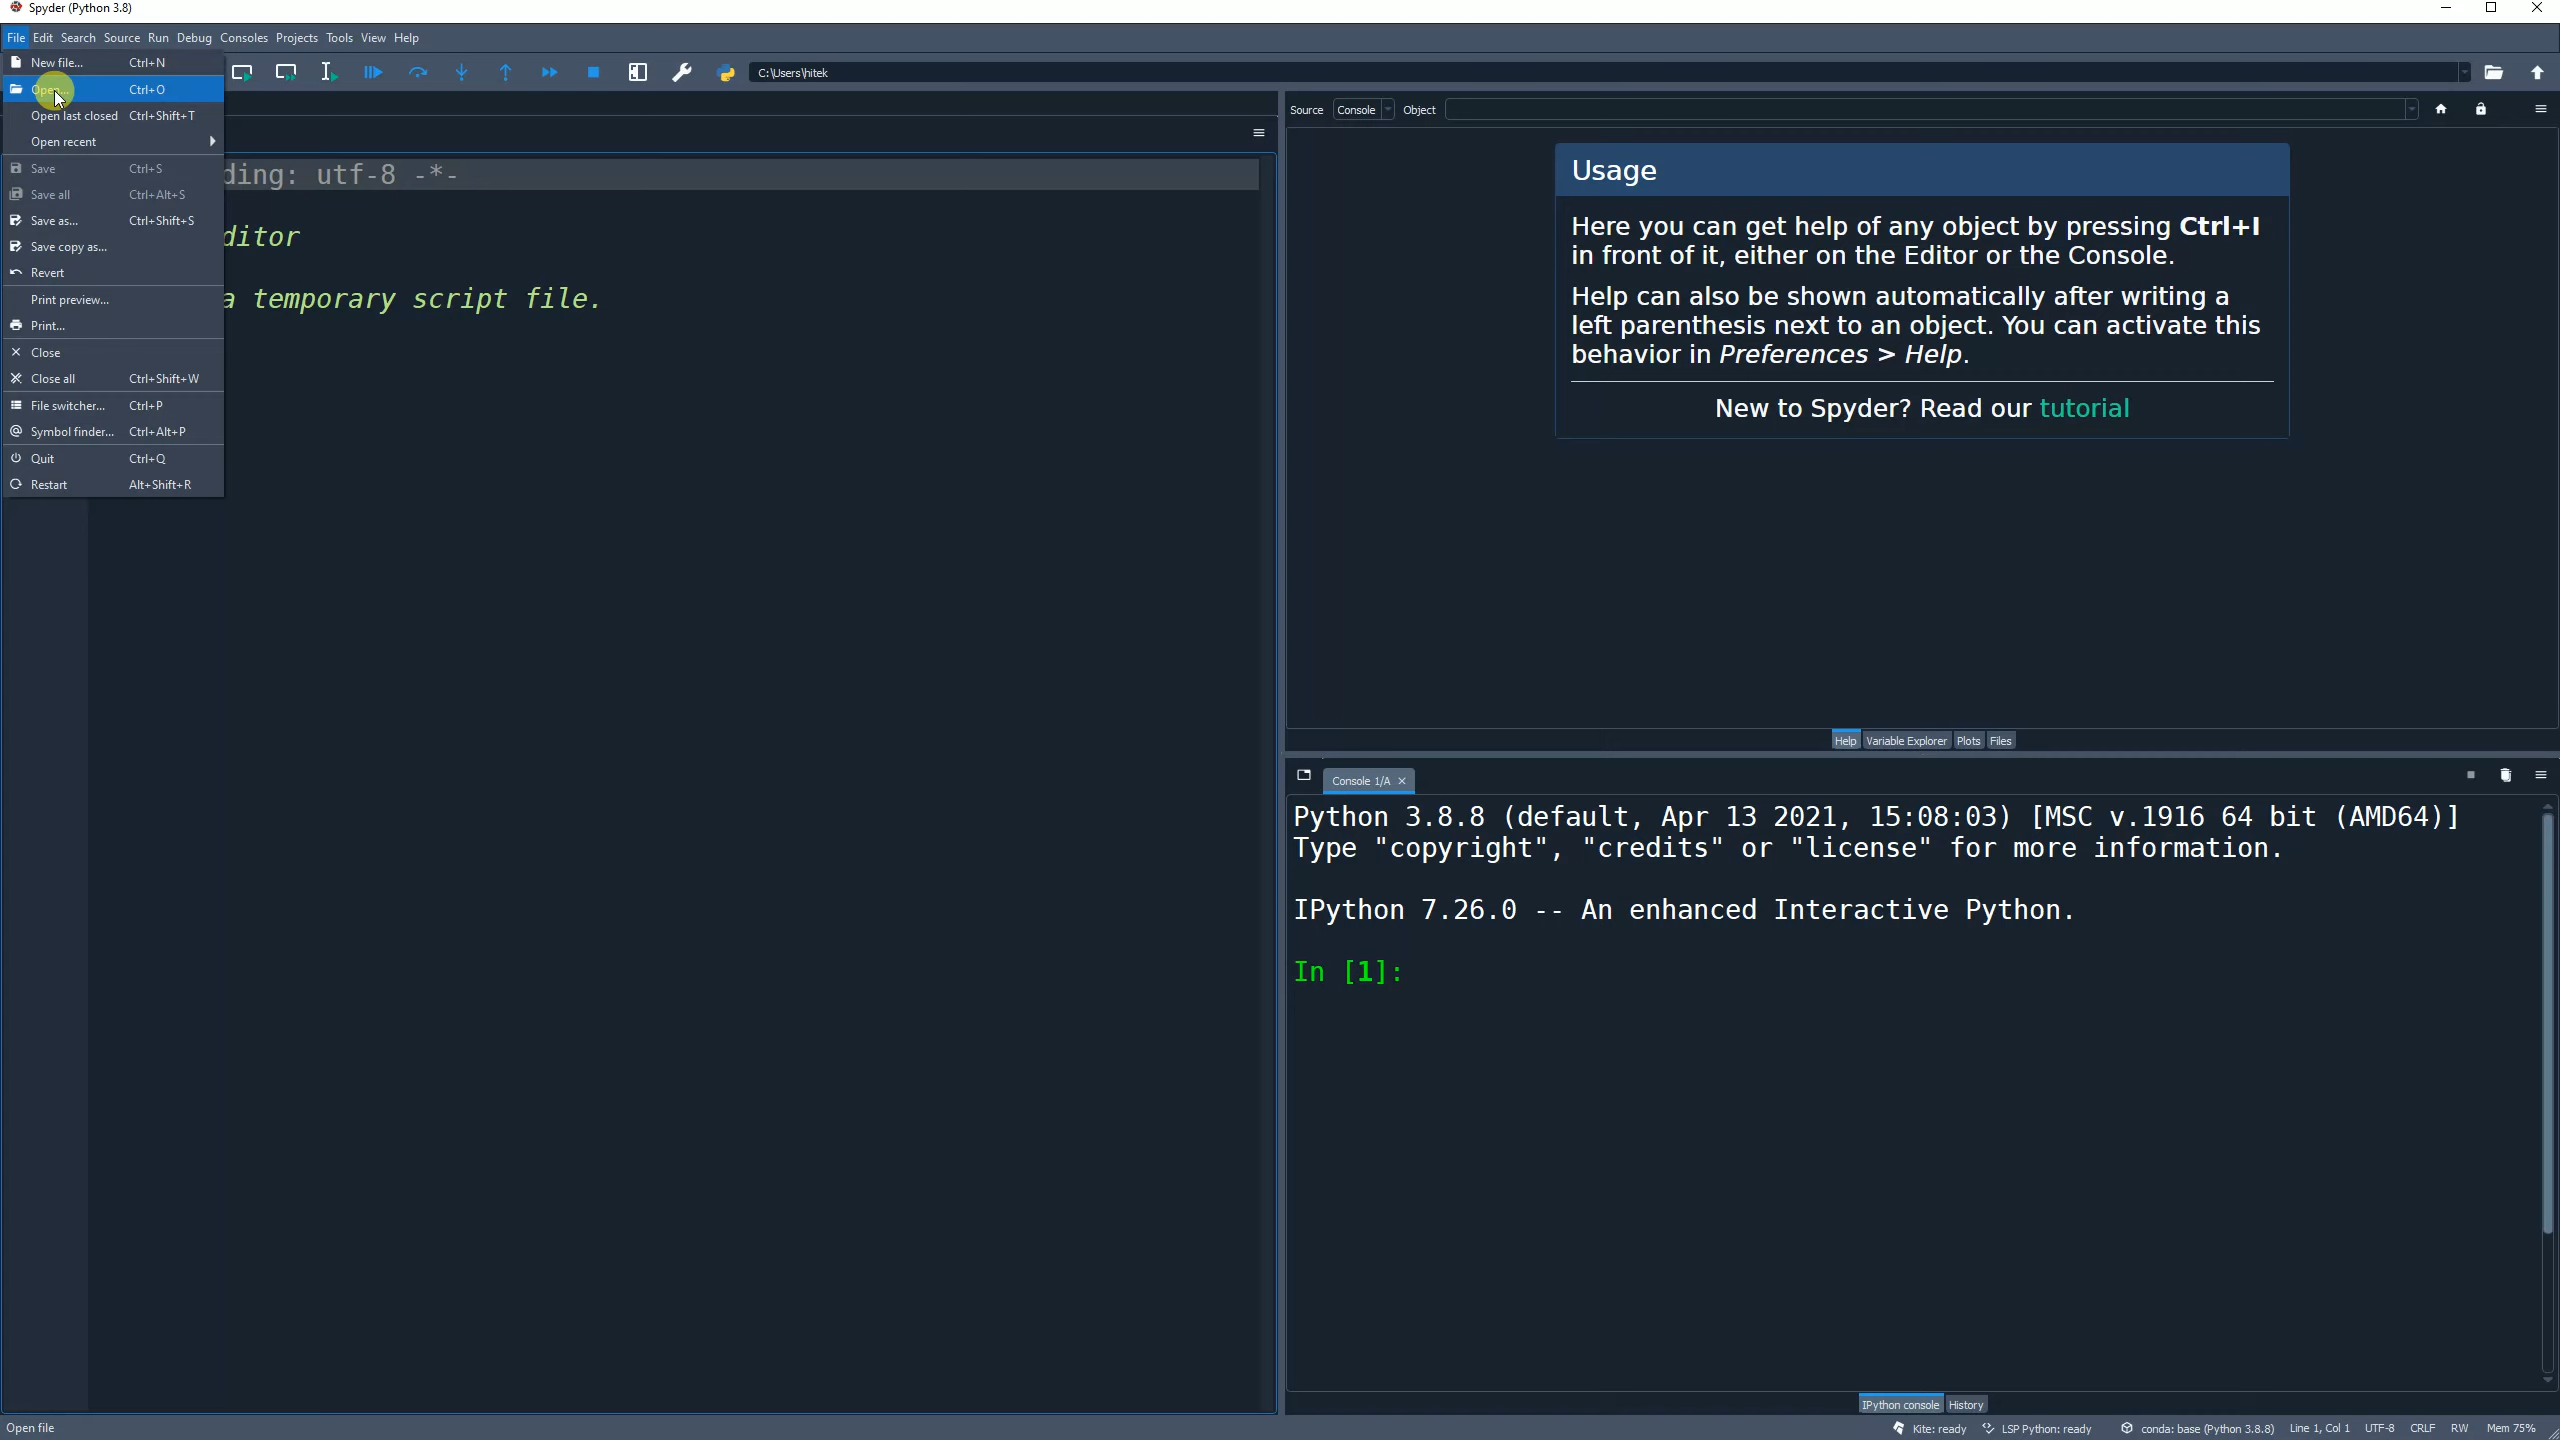 Spyder (Python 3.8)
File Edit Search Source Run Debug Consoles Projects Tools View Help
New file... Ctrl+N
C:\Users\hitek
Open... Ctrl+O
Open last closed Ctrl+Shift+T
Open recent
Save Ctrl+S
Save all Ctrl+Alt+S
Save as... Ctrl+Shift+S
Save copy as...
Revert
Print preview...
Print...
Close
Close all Ctrl+Shift+W
File switcher... Ctrl+P
Symbol finder... Ctrl+Alt+P
Quit Ctrl+Q
Restart Alt+Shift+R
ding: utf-8 -*-
ditor
a temporary script file.
Source Console Object
Usage
Here you can get help of any object by pressing Ctrl+I
in front of it, either on the Editor or the Console.
Help can also be shown automatically after writing a
left parenthesis next to an object. You can activate this
behavior in Preferences > Help.
New to Spyder? Read our tutorial
Help Variable Explorer Plots Files
Console 1/A
Python 3.8.8 (default, Apr 13 2021, 15:08:03) [MSC v.1916 64 bit (AMD64)]
Type "copyright", "credits" or "license" for more information.
IPython 7.26.0 -- An enhanced Interactive Python.
In [1]:
IPython console History
Open file
Kite: ready LSP Python: ready conda: base (Python 3.8.8) Line 1, Col 1 UTF-8 CRLF RW Mem 75%